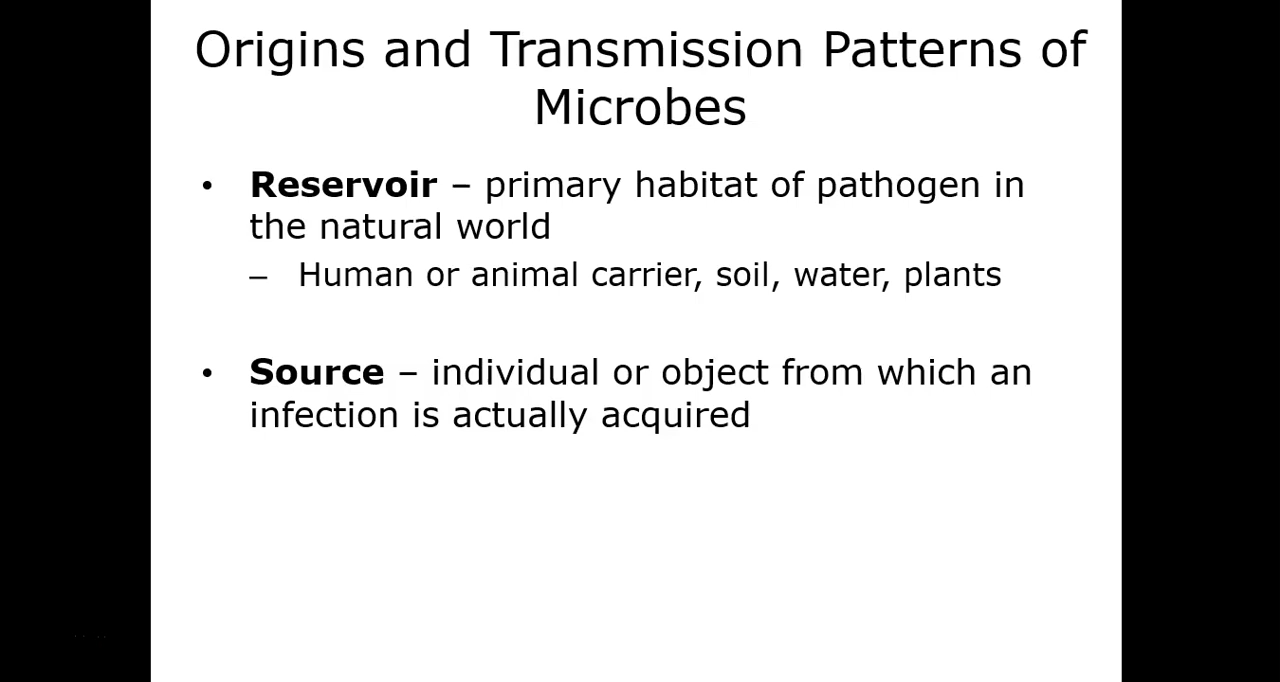 Origins and Transmission Patterns of
Microbes
• Reservoir – primary habitat of pathogen in
the natural world
– Human or animal carrier, soil, water, plants
• Source – individual or object from which an
infection is actually acquired